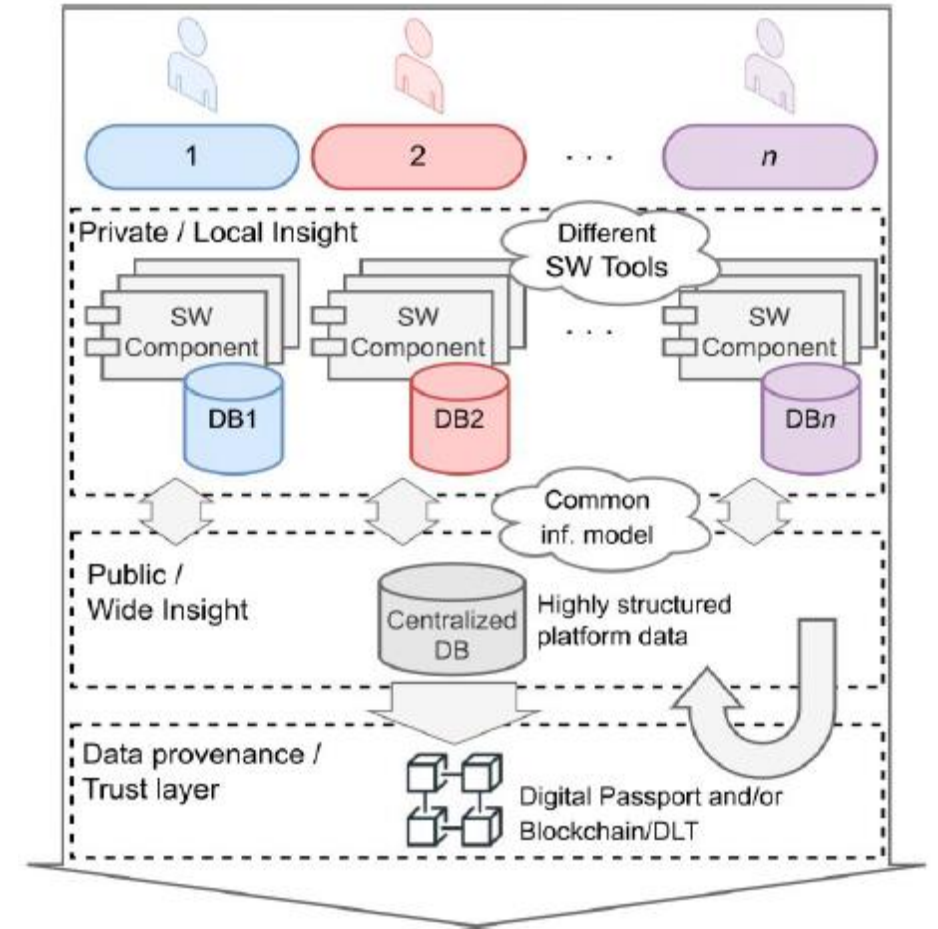 1
2
. . .
n
Private / Local Insight
Different
SW Tools
SW
Component
SW
Component
. . .
SW
Component
DB1
DB2
DBn
Common
inf. model
Public /
Wide Insight
Centralized
DB
Highly structured
platform data
Data provenance /
Trust layer
Digital Passport and/or
Blockchain/DLT